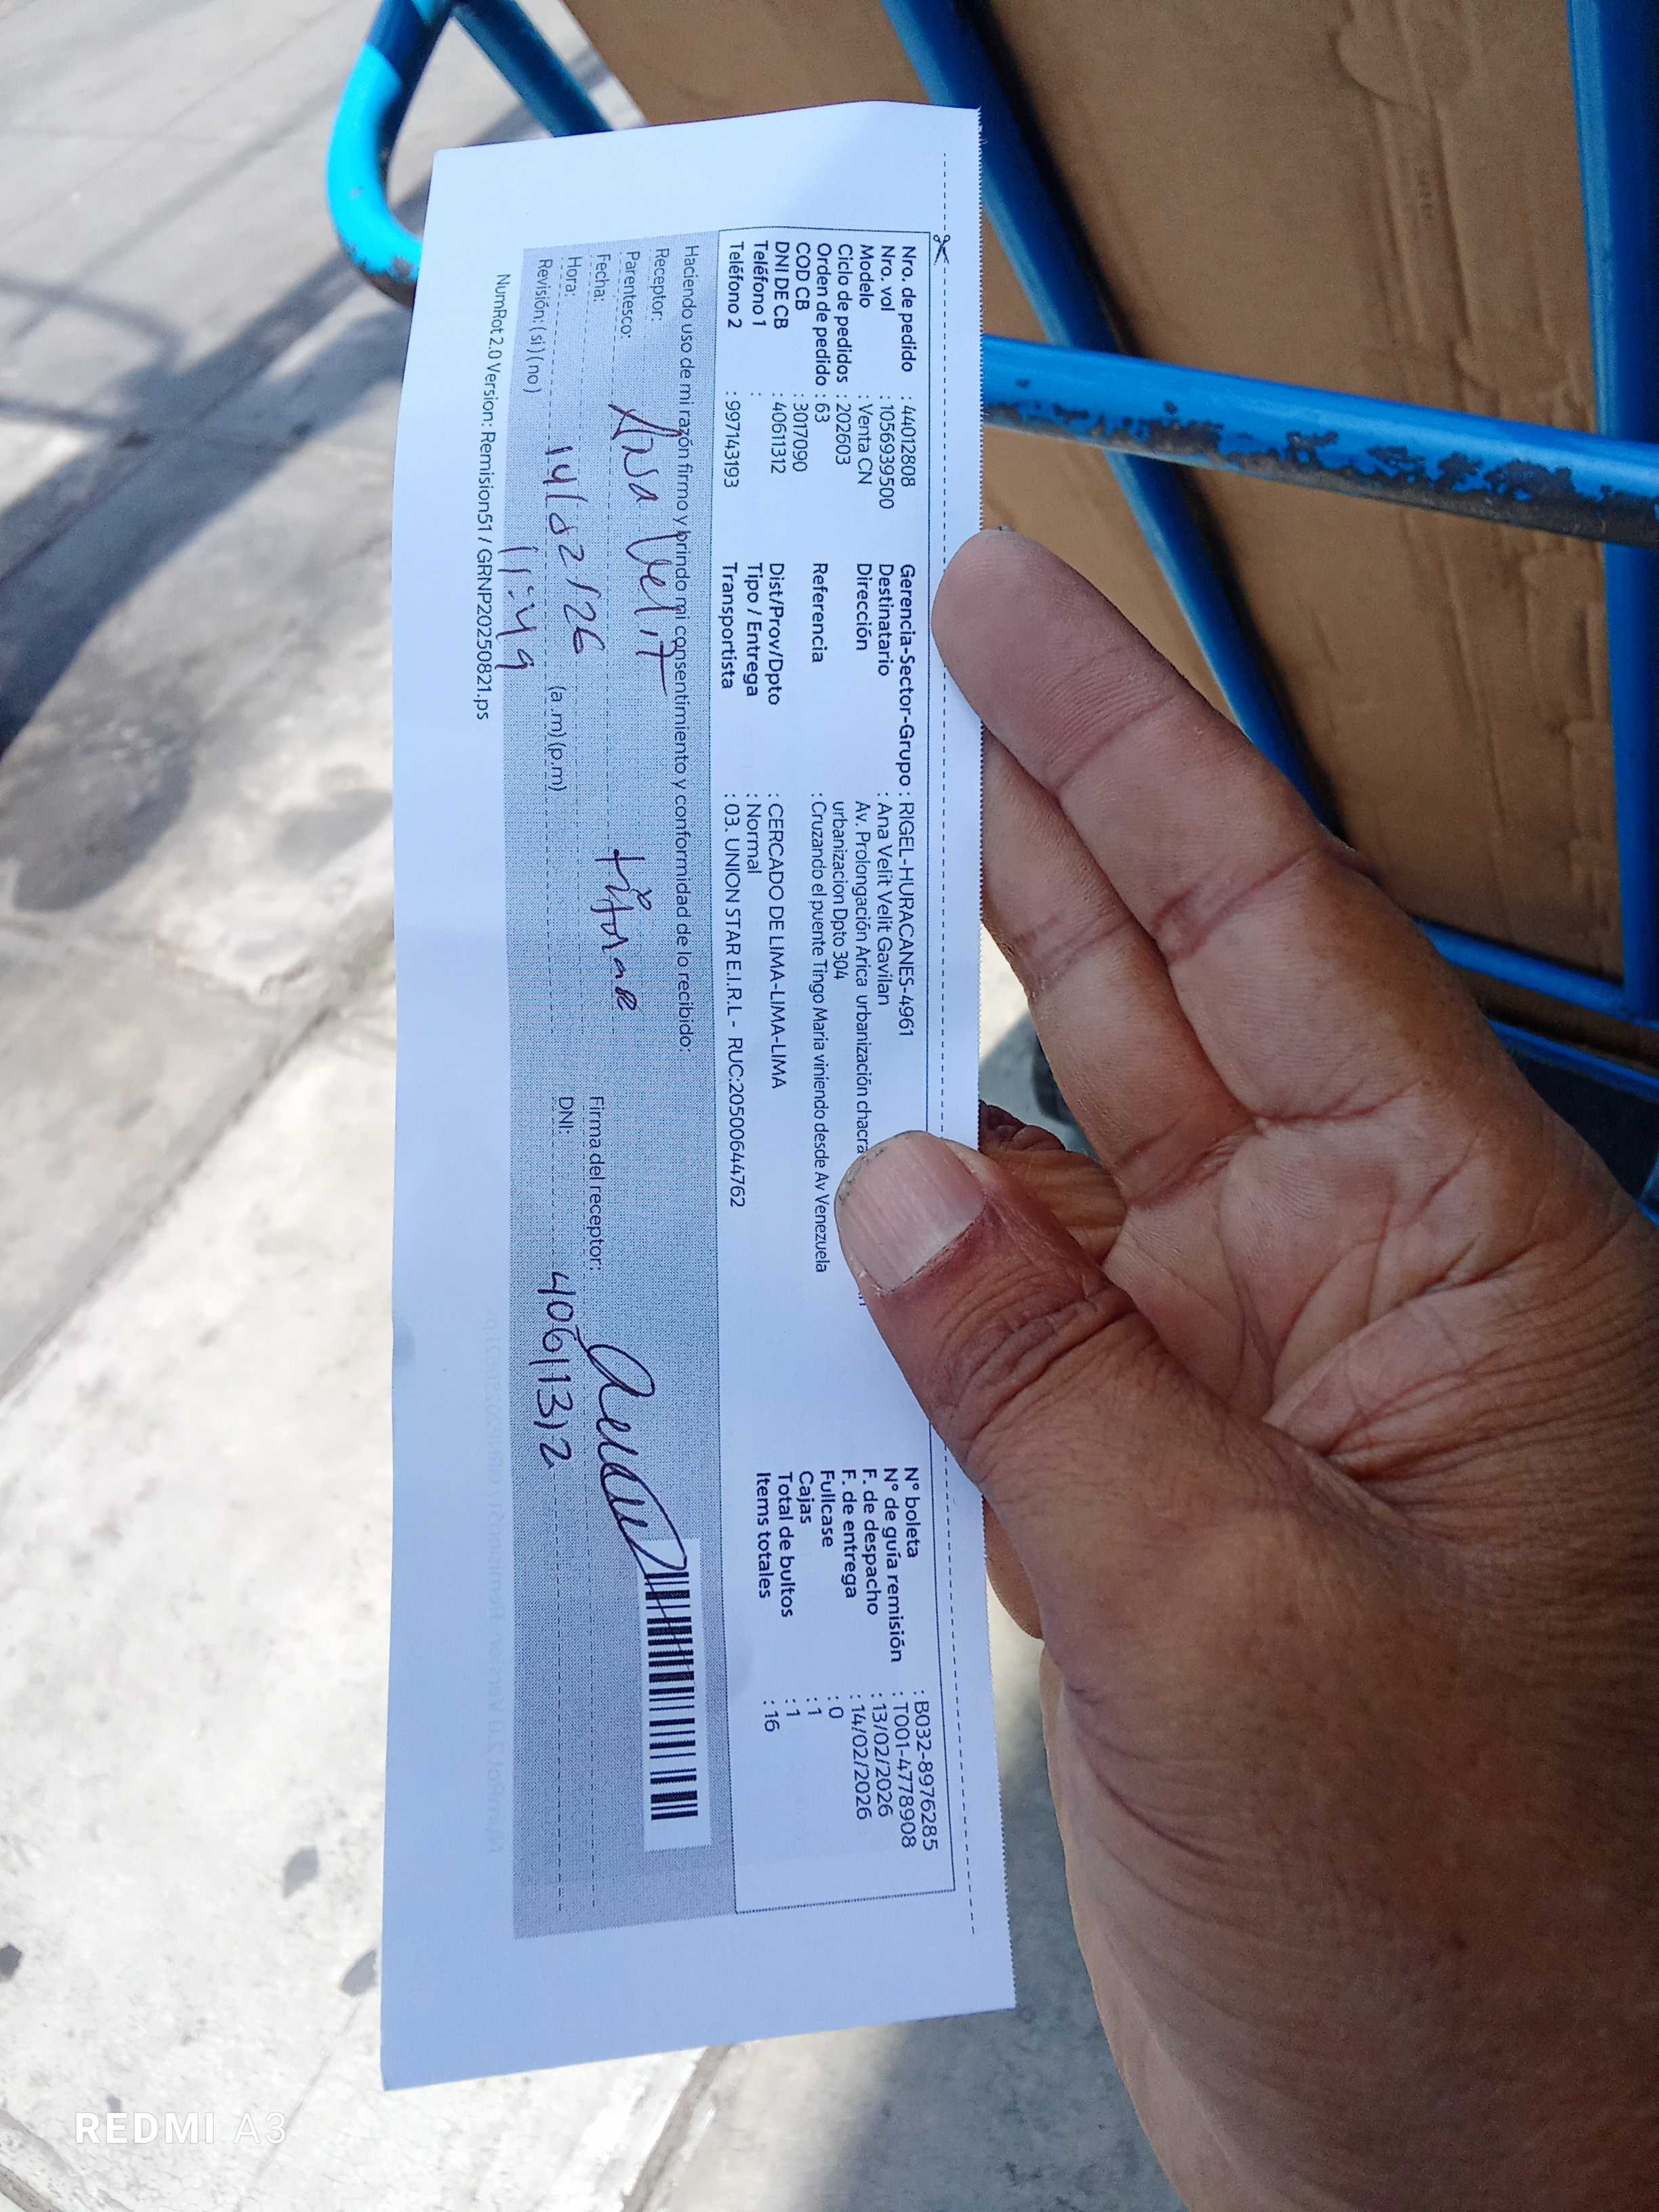 Nro. de pedido : 44012808
Nro. vol : 1056939500
Modelo : Venta CN
Ciclo de pedidos : 202603
Orden de pedido : 63
COD CB : 3017090
DNI DE CB : 40611312
Teléfono 1 :
Teléfono 2 : 997143193
Gerencia-Sector-Grupo : RIGEL-HURACANES-4961
Destinatario : Ana Velit Velit Gavilan
Dirección Av. Prolongación Arica urbanización chacra
urbanizacion Dpto 304
Referencia : Cruzando el puente Tingo Maria viniendo desde Av Venezuela
Dist/Prov/Dpto : CERCADO DE LIMA-LIMA-LIMA
Tipo / Entrega : Normal
Transportista : 03. UNION STAR E.I.R.L - RUC:20500644762
N° boleta : B032-8976285
N° de guía remisión : T001-4778908
F. de despacho : 13/02/2026
F. de entrega : 14/02/2026
Fullcase : 0
Cajas : 1
Total de bultos : 1
Items totales : 16
Haciendo uso de mi razón firmo y brindo mi consentimiento y conformidad de lo recibido:
Receptor: Ana Velit
Parentesco: titular
Fecha: 14/02/26
Hora: 11:49 (a.m)(p.m)
Revisión: (si)(no)
Firma del receptor:
DNI: 40611312
NumRot 2.0 Version: Remision51 / GRNP20250821.ps
REDMI A3